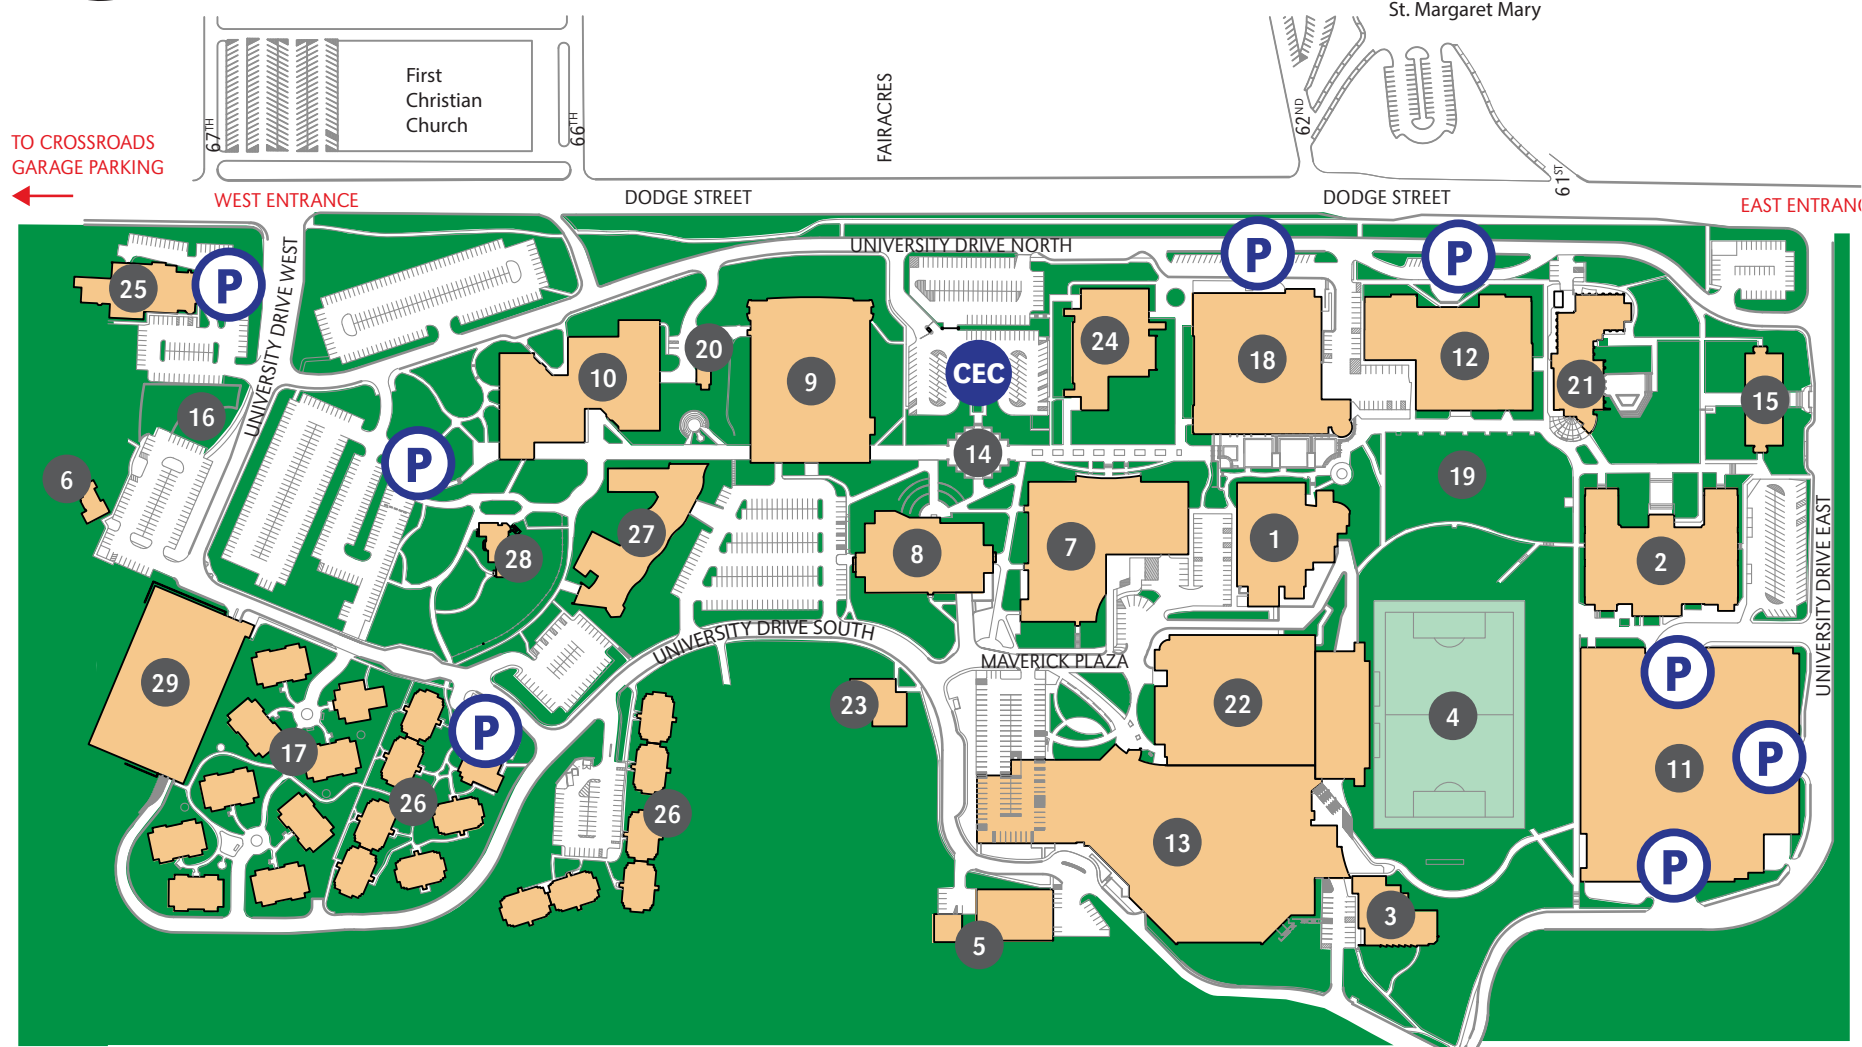 St. Margaret Mary
First
Christian
Church
67TH
66TH
FAIRACRES
62ND
61ST
TO CROSSROADS
GARAGE PARKING
WEST ENTRANCE
DODGE STREET
DODGE STREET
EAST ENTRANC
UNIVERSITY DRIVE NORTH
UNIVERSITY DRIVE WEST
P
P
P
25
20
24
18
12
10
9
CEC
21
15
16
14
P
19
6
27
28
8
7
1
2
UNIVERSITY DRIVE EAST
UNIVERSITY DRIVE SOUTH
MAVERICK PLAZA
29
P
23
22
4
P
17
P
11
26
26
13
P
3
5